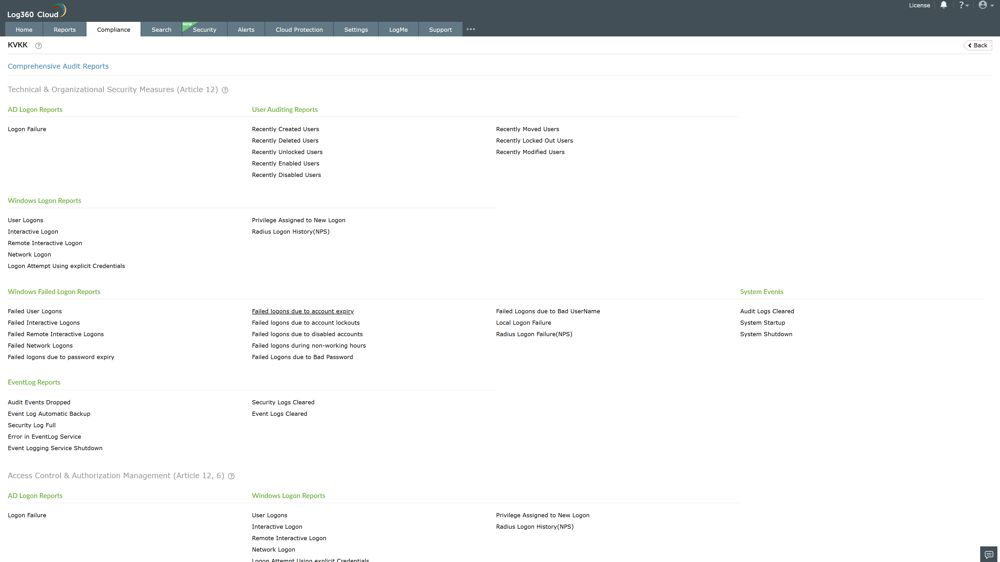 License
?
Log360 Cloud
Home
Reports
Compliance
Search
NEW
Security
Alerts
Cloud Protection
Settings
LogMe
Support
KVKK ?
Back
Comprehensive Audit Reports
Technical & Organizational Security Measures (Article 12) ?
AD Logon Reports
Logon Failure
User Auditing Reports
Recently Created Users
Recently Deleted Users
Recently Unlocked Users
Recently Enabled Users
Recently Disabled Users
Recently Moved Users
Recently Locked Out Users
Recently Modified Users
Windows Logon Reports
User Logons
Interactive Logon
Remote Interactive Logon
Network Logon
Logon Attempt Using explicit Credentials
Privilege Assigned to New Logon
Radius Logon History(NPS)
Windows Failed Logon Reports
Failed User Logons
Failed Interactive Logons
Failed Remote Interactive Logons
Failed Network Logons
Failed logons due to password expiry
Failed logons due to account expiry
Failed logons due to account lockouts
Failed logons due to disabled accounts
Failed logons during non-working hours
Failed Logons due to Bad Password
Failed Logons due to Bad UserName
Local Logon Failure
Radius Logon Failure(NPS)
System Events
Audit Logs Cleared
System Startup
System Shutdown
EventLog Reports
Audit Events Dropped
Event Log Automatic Backup
Security Log Full
Error in EventLog Service
Event Logging Service Shutdown
Security Logs Cleared
Event Logs Cleared
Access Control & Authorization Management (Article 12, 6) ?
AD Logon Reports
Logon Failure
Windows Logon Reports
User Logons
Interactive Logon
Remote Interactive Logon
Network Logon
Logon Attempt Using explicit Credentials
Privilege Assigned to New Logon
Radius Logon History(NPS)